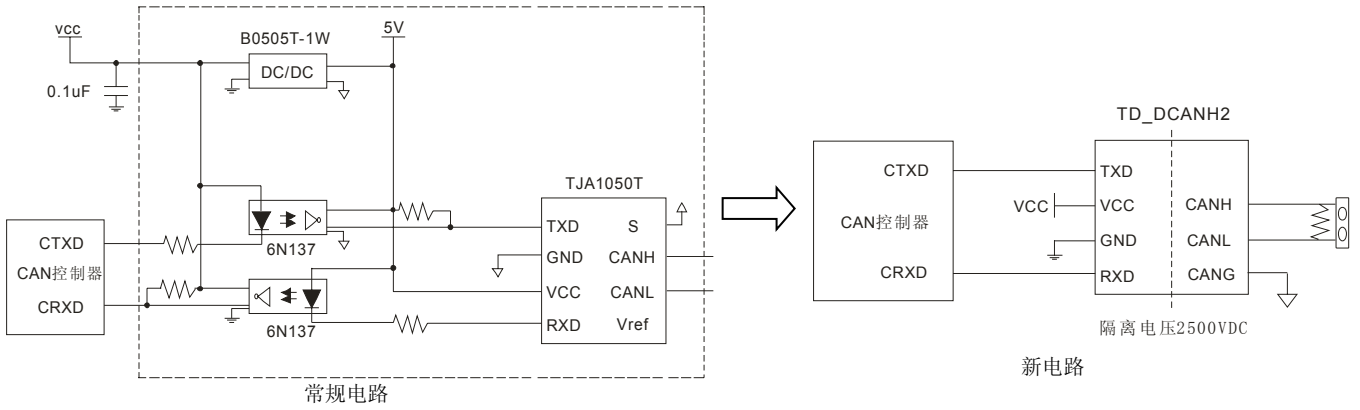 vcc
0.1uF
B0505T-1W
DC/DC
5V
CTXD
CAN控制器
CRXD
6N137
6N137
TJA1050T
TXD
GND
VCC
RXD
S
CANH
CANL
Vref
常规电路
CTXD
CAN控制器
CRXD
TD_DCANH2
TXD
VCC
VCC
GND
RXD
CANH
CANL
CANG
隔离电压2500VDC
新电路